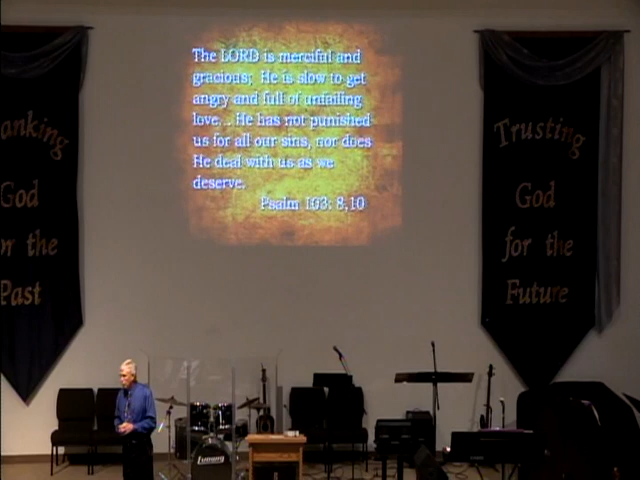 The LORD is merciful and
gracious; He is slow to get
angry and full of unfailing
love... He has not punished
us for all our sins, nor does
He deal with us as we
deserve.
Psalm 103: 8,10
anking
God
or the
Past
Trusting
God
for the
Future
Ludwig